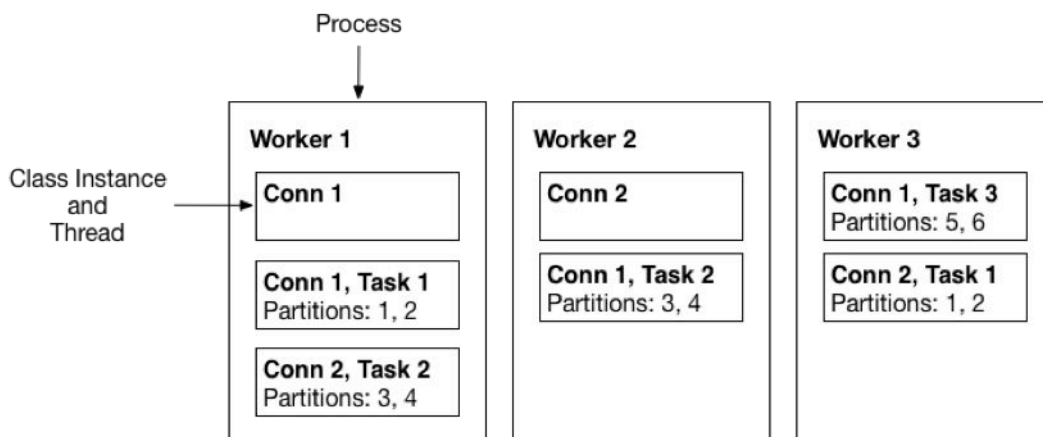 Process
Class Instance
and
Thread
Worker 1
Conn 1
Conn 1, Task 1
Partitions: 1, 2
Conn 2, Task 2
Partitions: 3, 4
Worker 2
Conn 2
Conn 1, Task 2
Partitions: 3, 4
Worker 3
Conn 1, Task 3
Partitions: 5, 6
Conn 2, Task 1
Partitions: 1, 2